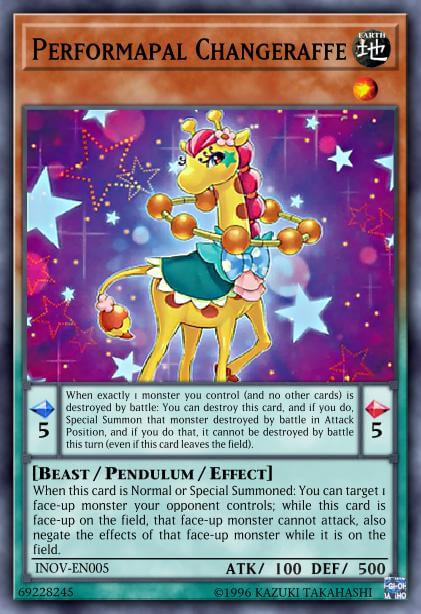 PERFORMAPAL CHANGERAFFE
EARTH
地
When exactly 1 monster you control (and no other cards) is
destroyed by battle: You can destroy this card, and if you do,
Special Summon that monster destroyed by battle in Attack
Position, and if you do that, it cannot be destroyed by battle
this turn (even if this card leaves the field).
5
5
[BEAST / PENDULUM / EFFECT]
When this card is Normal or Special Summoned: You can target 1
face-up monster your opponent controls; while this card is
face-up on the field, that face-up monster cannot attack, also
negate the effects of that face-up monster while it is on the
field.
INOV-EN005
ATK/ 100 DEF/ 500
69228245
©1996 KAZUKI TAKAHASHI